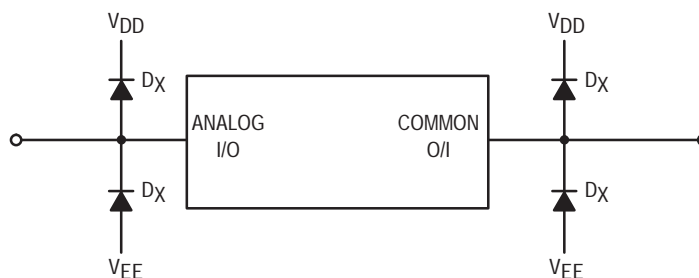 VDD
VDD
DX
DX
ANALOG
I/O
COMMON
O/I
DX
DX
VEE
VEE